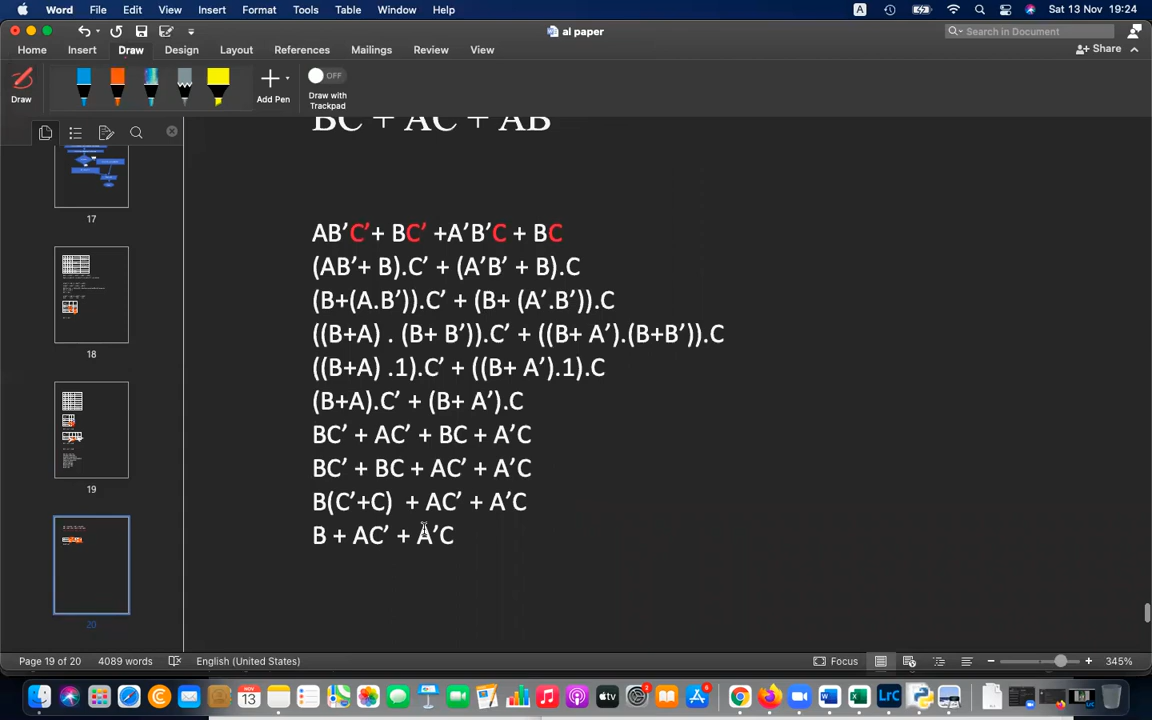 Word File Edit View Insert Format Tools Table Window Help A Sat 13 Nov 19:24
al paper Search in Document
Home Insert Draw Design Layout References Mailings Review View Share
OFF
Draw Add Pen Draw with Trackpad
BC + AC + AB
17
AB’C’+ BC’ +A’B’C + BC
(AB’+ B).C’ + (A’B’ + B).C
(B+(A.B’)).C’ + (B+ (A’.B’)).C
((B+A) . (B+ B’)).C’ + ((B+ A’).(B+B’)).C
18
((B+A) .1).C’ + ((B+ A’).1).C
(B+A).C’ + (B+ A’).C
BC’ + AC’ + BC + A’C
BC’ + BC + AC’ + A’C
19
B(C’+C) + AC’ + A’C
B + AC’ + A’C
20
Page 19 of 20 4089 words English (United States) Focus 345%
NOV
13
tv
W X LrC